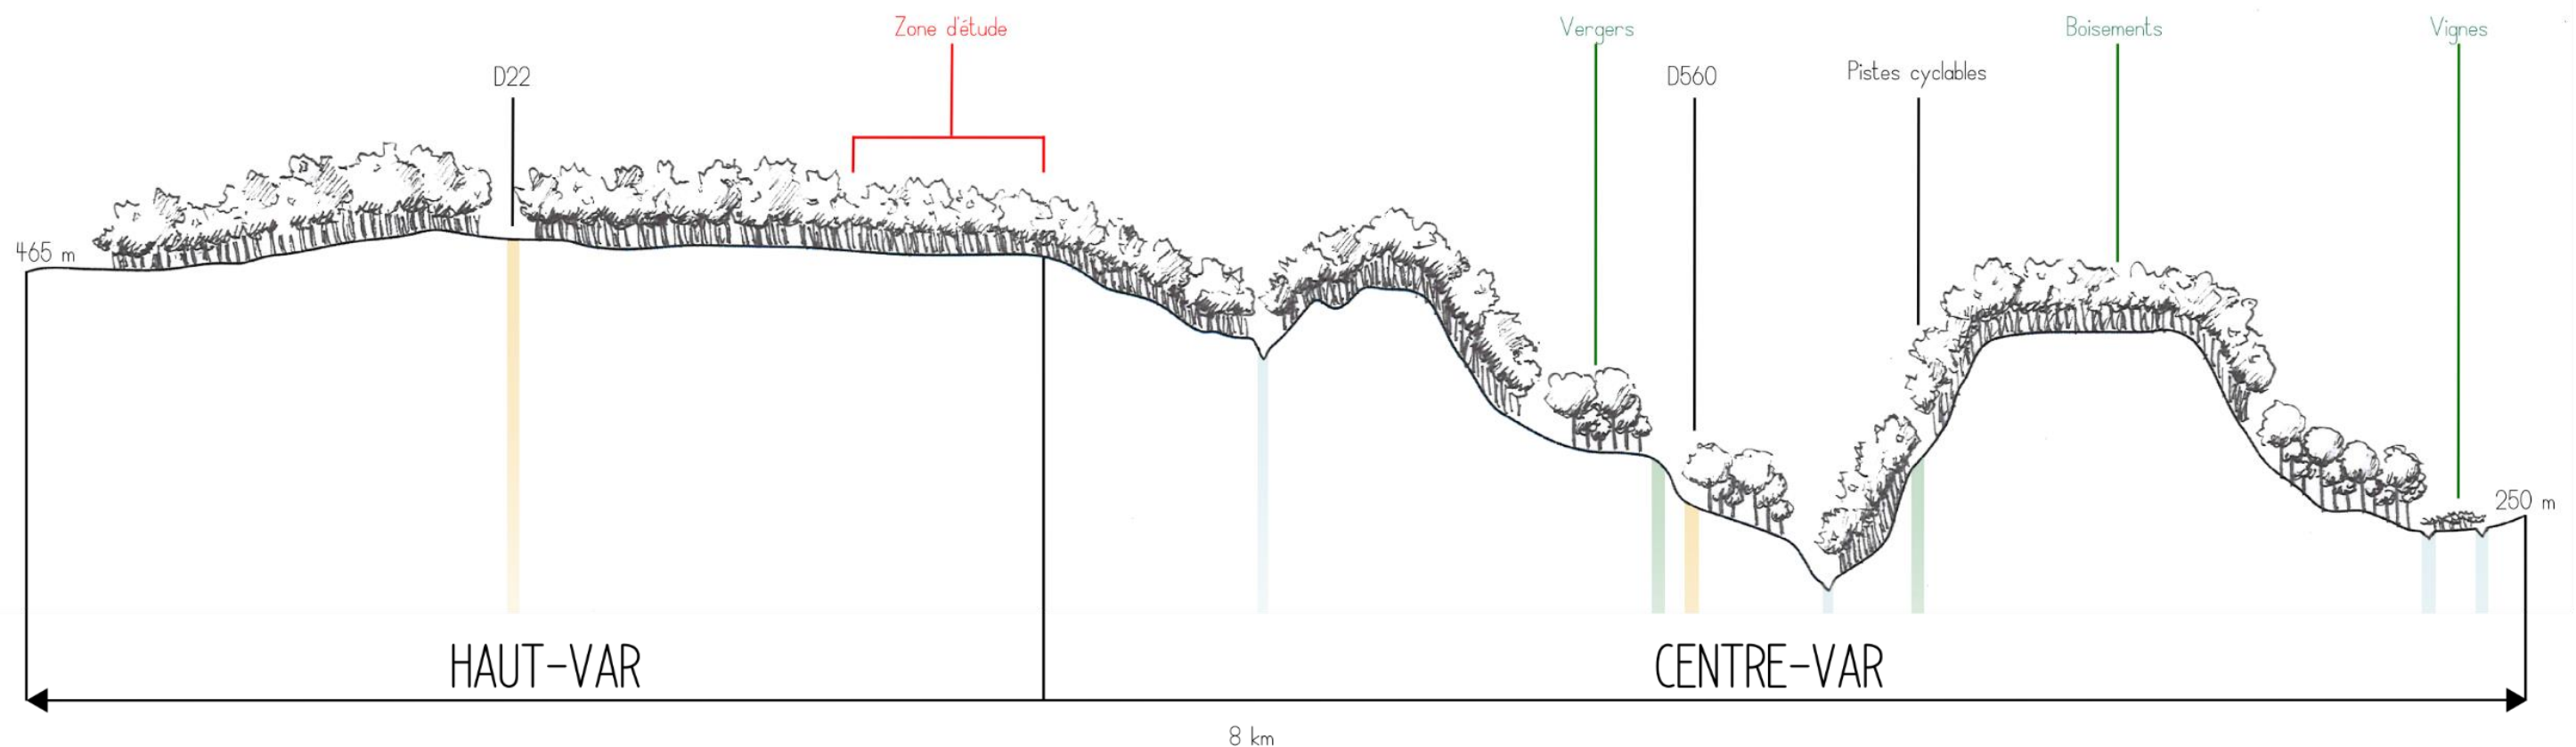 Zone d'étude
Vergers
Boisements
Vignes
D22
D560
Pistes cyclables
465 m
250 m
HAUT-VAR
CENTRE-VAR
8 km